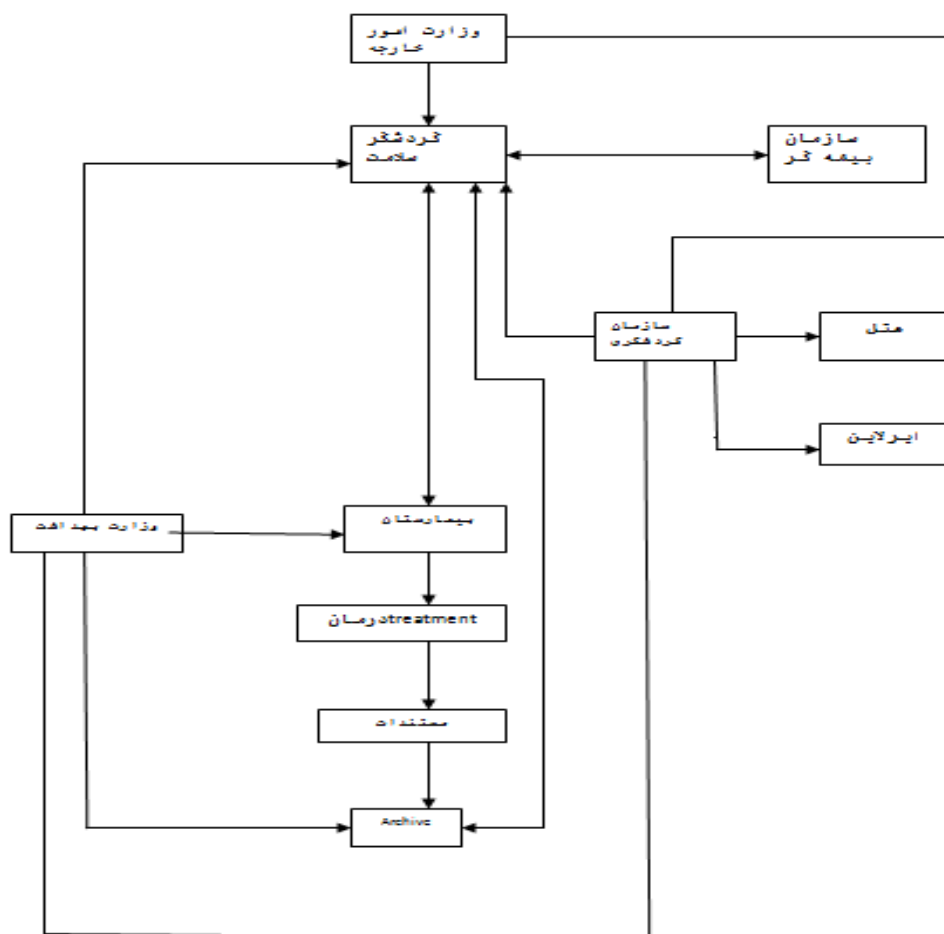 وزارت امور
خارجه
گردشگر
سلامت
سازمان
بیمه گر
سازمان
گردشگری
هتل
ایرلاین
وزارت بهداشت
بیمارستان
درمانtreatment
مستندات
Archive